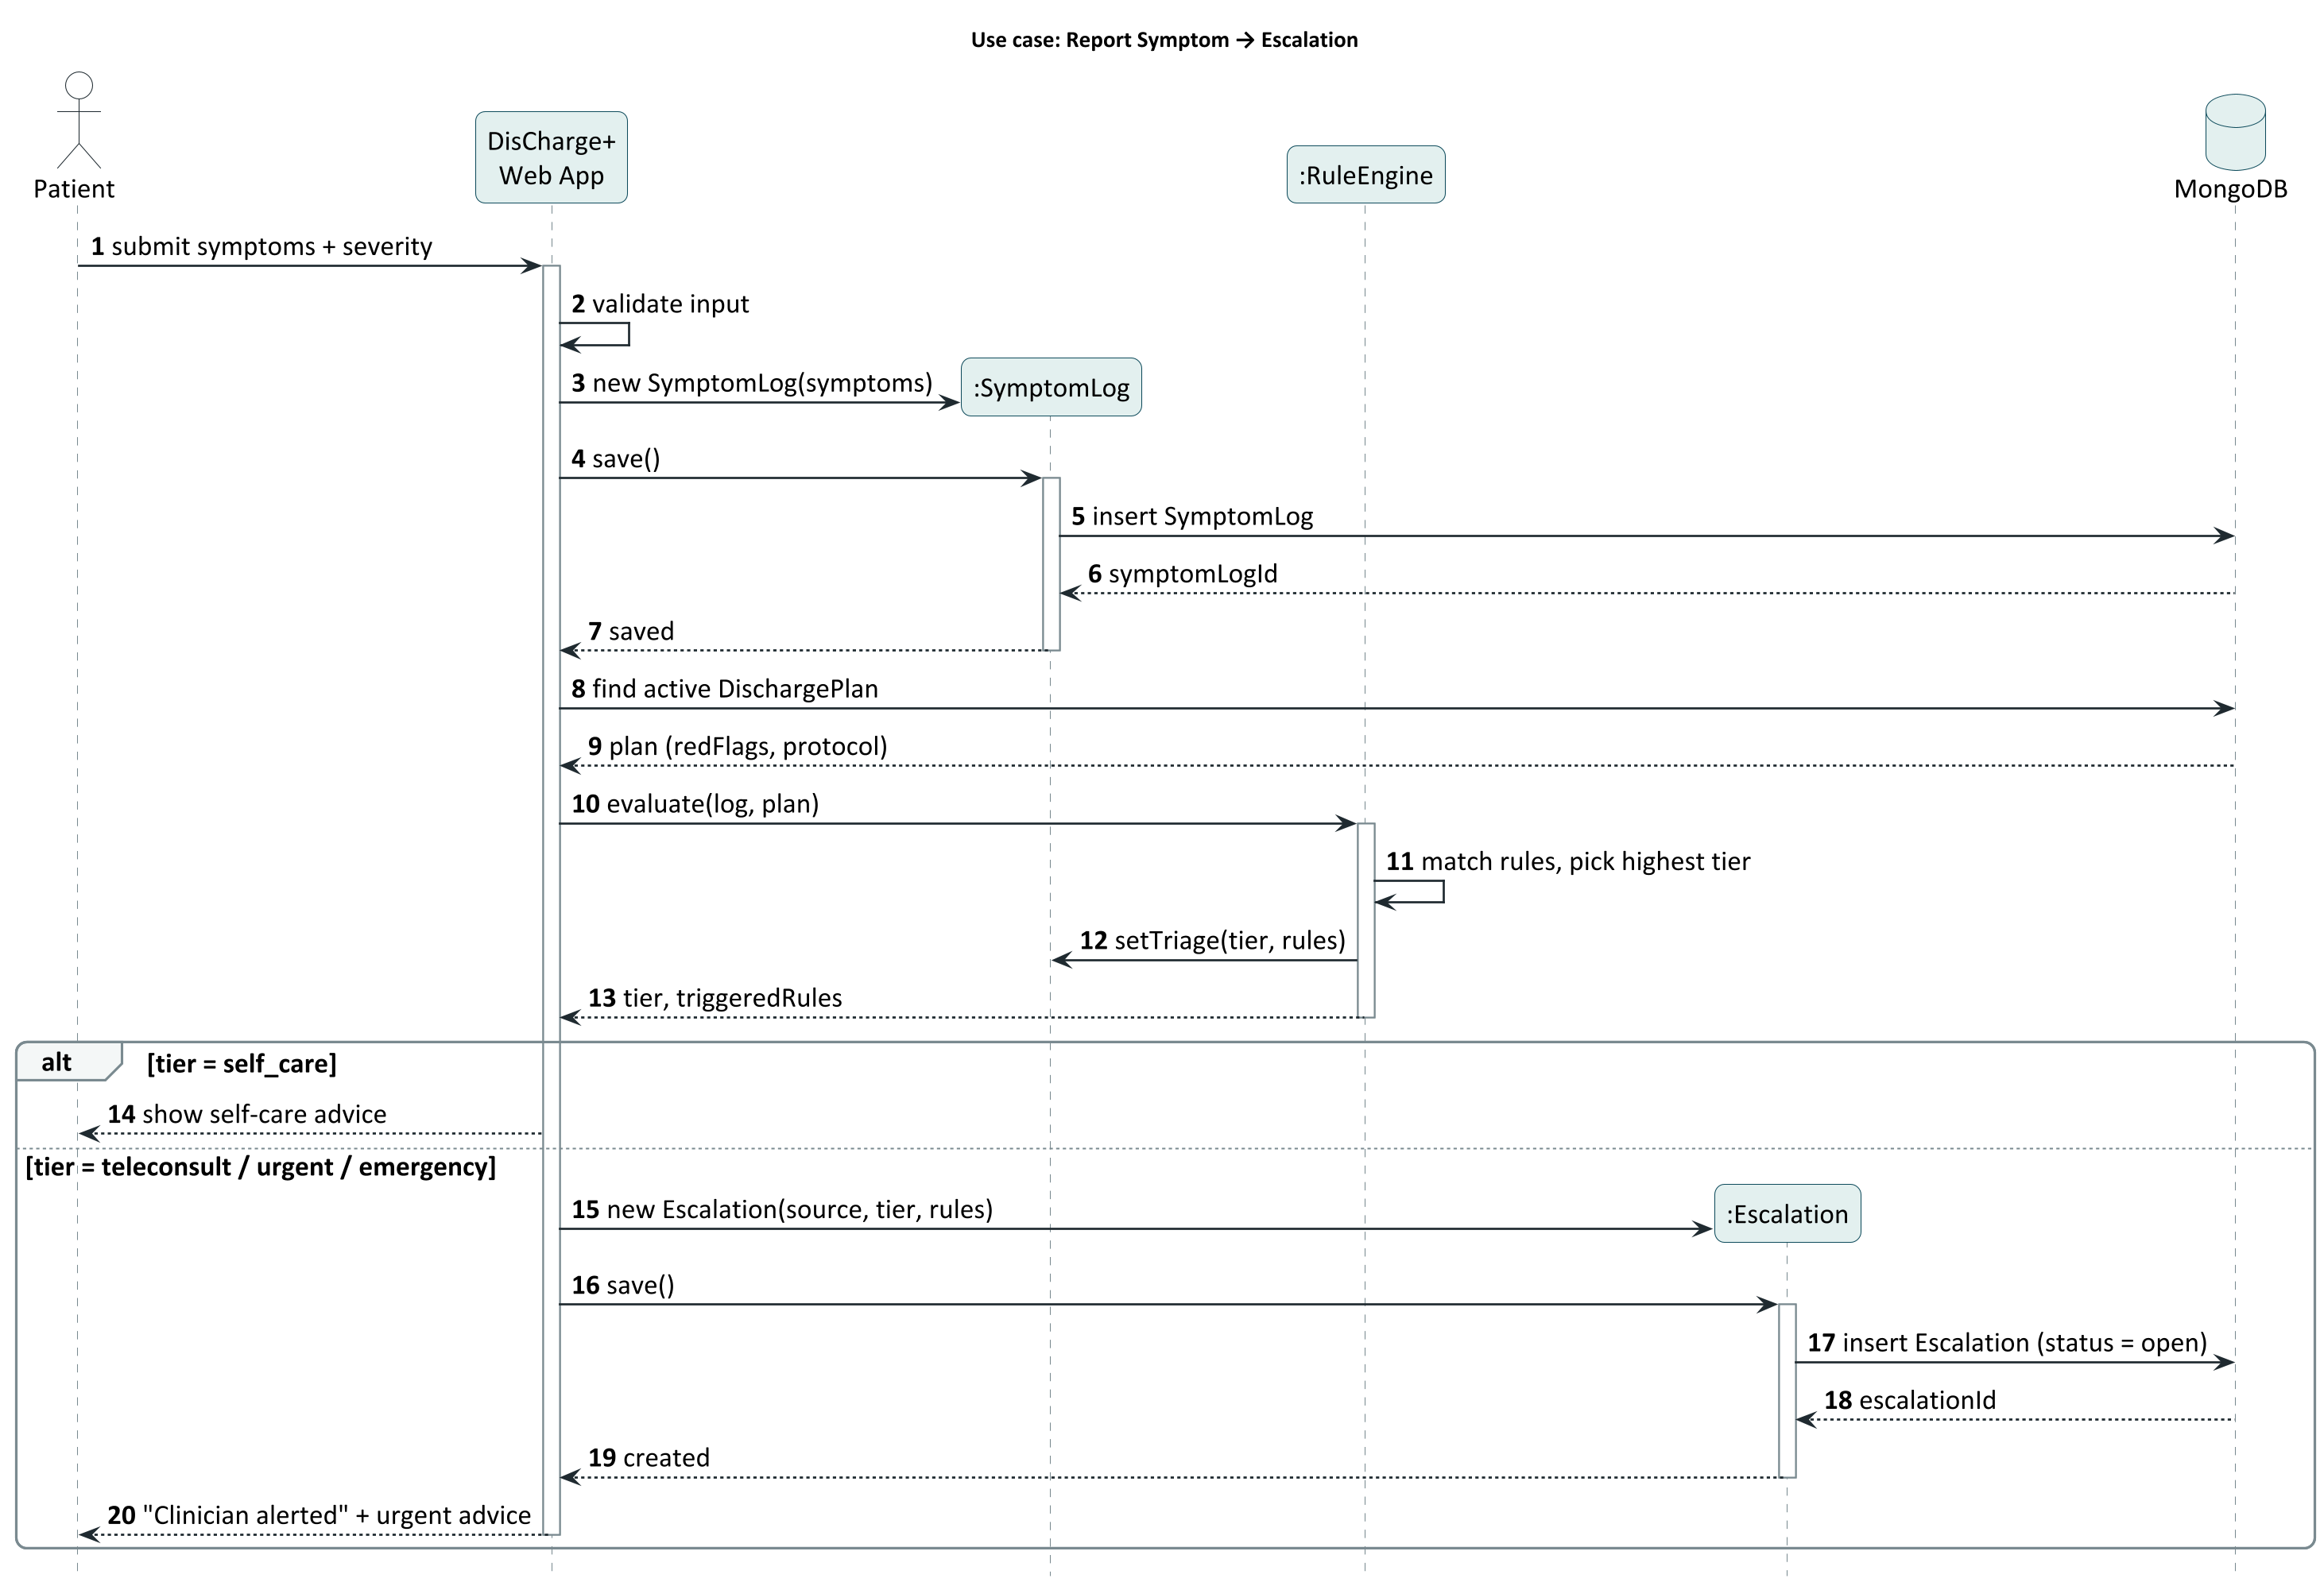 Use case: Report Symptom → Escalation
Patient
DisCharge+
Web App
:RuleEngine
MongoDB
1 submit symptoms + severity
2 validate input
3 new SymptomLog(symptoms)
:SymptomLog
4 save()
5 insert SymptomLog
6 symptomLogId
7 saved
8 find active DischargePlan
9 plan (redFlags, protocol)
10 evaluate(log, plan)
11 match rules, pick highest tier
12 setTriage(tier, rules)
13 tier, triggeredRules
alt [tier = self_care]
14 show self-care advice
[tier = teleconsult / urgent / emergency]
15 new Escalation(source, tier, rules)
:Escalation
16 save()
17 insert Escalation (status = open)
18 escalationId
19 created
20 "Clinician alerted" + urgent advice